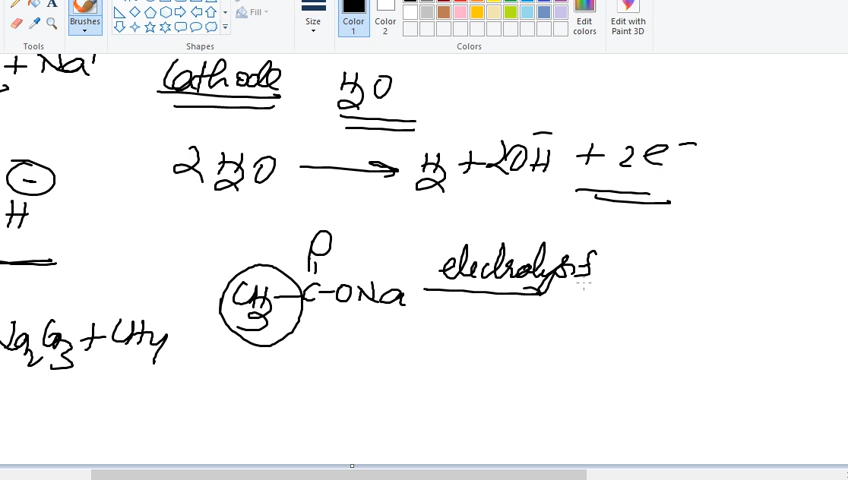 Brushes
Tools
Fill
Shapes
Size
Color 1
Color 2
Colors
Edit colors
Edit with Paint 3D
+ Na+
Cathode
H2O
2H2O → H2 + 2OH- + 2e-
-
H
O
CH3-C-ONa electrolysis
Na2CO3 + CH4